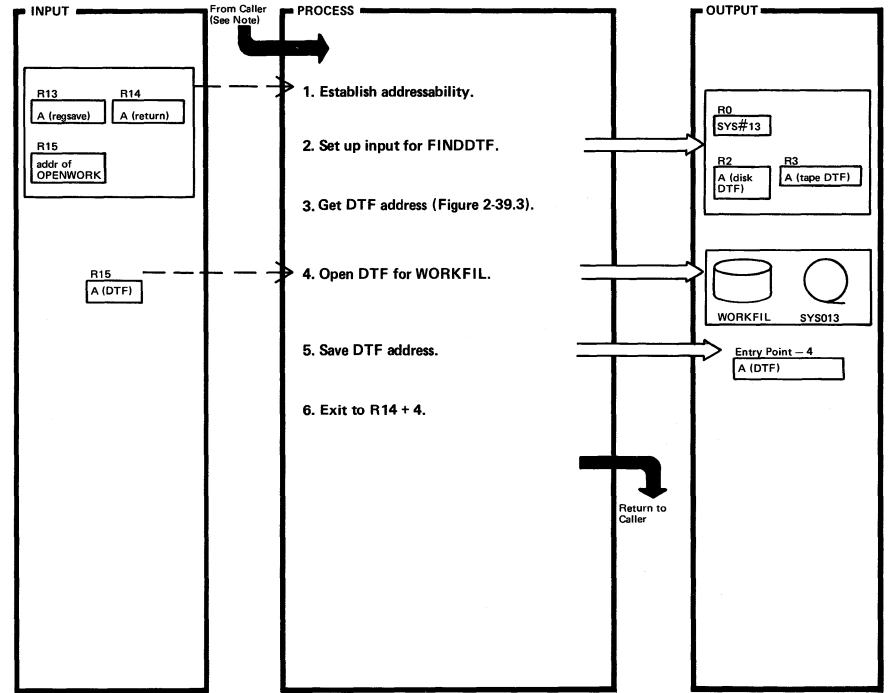 INPUT
From Caller
(See Note)
PROCESS
OUTPUT
R13
A (regsave)
R14
A (return)
R15
addr of
OPENWORK
1. Establish addressability.
2. Set up input for FINDDTF.
3. Get DTF address (Figure 2-39.3).
R0
SYS#13
R2
A (disk
DTF)
R3
A (tape DTF)
R15
A (DTF)
4. Open DTF for WORKFIL.
WORKFIL
SYS013
5. Save DTF address.
Entry Point – 4
A (DTF)
6. Exit to R14 + 4.
Return to
Caller